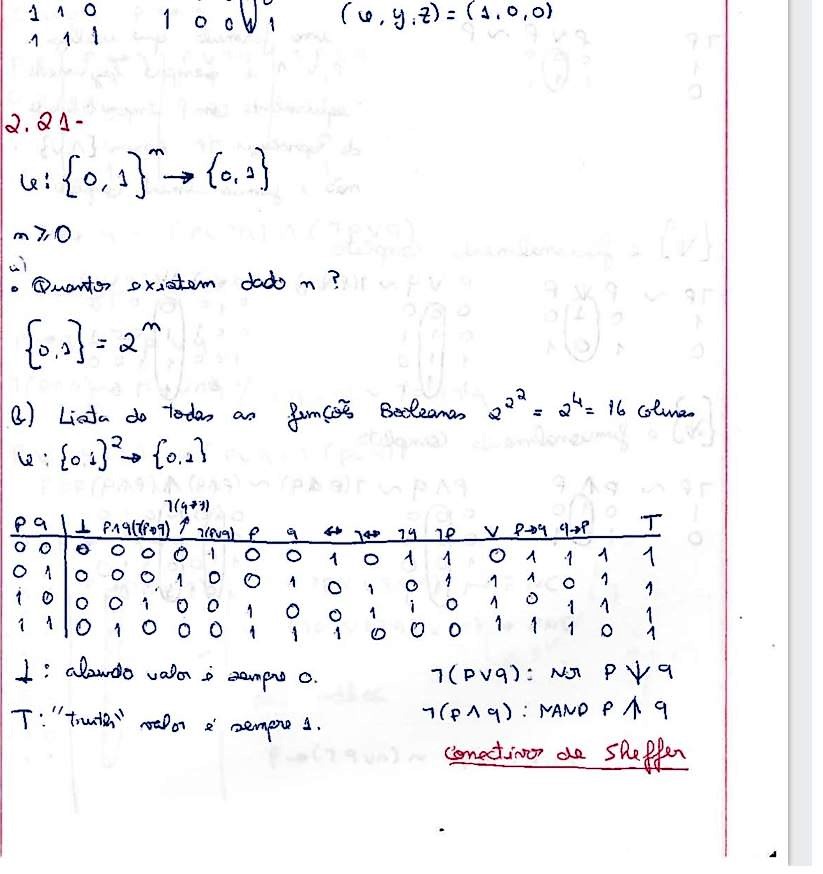 1 1 0 1 0 0 1 (φ, y, z) = (1, 0, 0)
1 1 1
2.21-
φ: {0, 1}^n → {0, 1}
n ≥ 0
a)
• Quantos existem dado n?
{0, 1} = 2^n
b) Lista de todas as funções Booleanas 2^2^2 = 2^4 = 16 colunas
φ: {0, 1}^2 → {0, 1}
¬(q→p)
p q | ⊥ p∧q ¬(p→q) ↑ ¬(p∨q) p q ↔ ¬↔ ¬q ¬p ∨ p→q q→p T
0 0 | 0 0 0 0 1 0 0 1 0 1 1 0 1 1 1 1
0 1 | 0 0 0 1 0 0 1 0 1 0 1 1 1 0 1 1
1 0 | 0 0 1 0 0 1 0 0 1 1 0 1 0 1 1 1
1 1 | 0 1 0 0 0 1 1 1 0 0 0 1 1 1 0 1
⊥: valor é sempre 0. ¬(p∨q): NOR P ↓ q
T: "truth" valor é sempre 1. ¬(p∧q): NAND P ↑ q
Conectivos de Sheffer